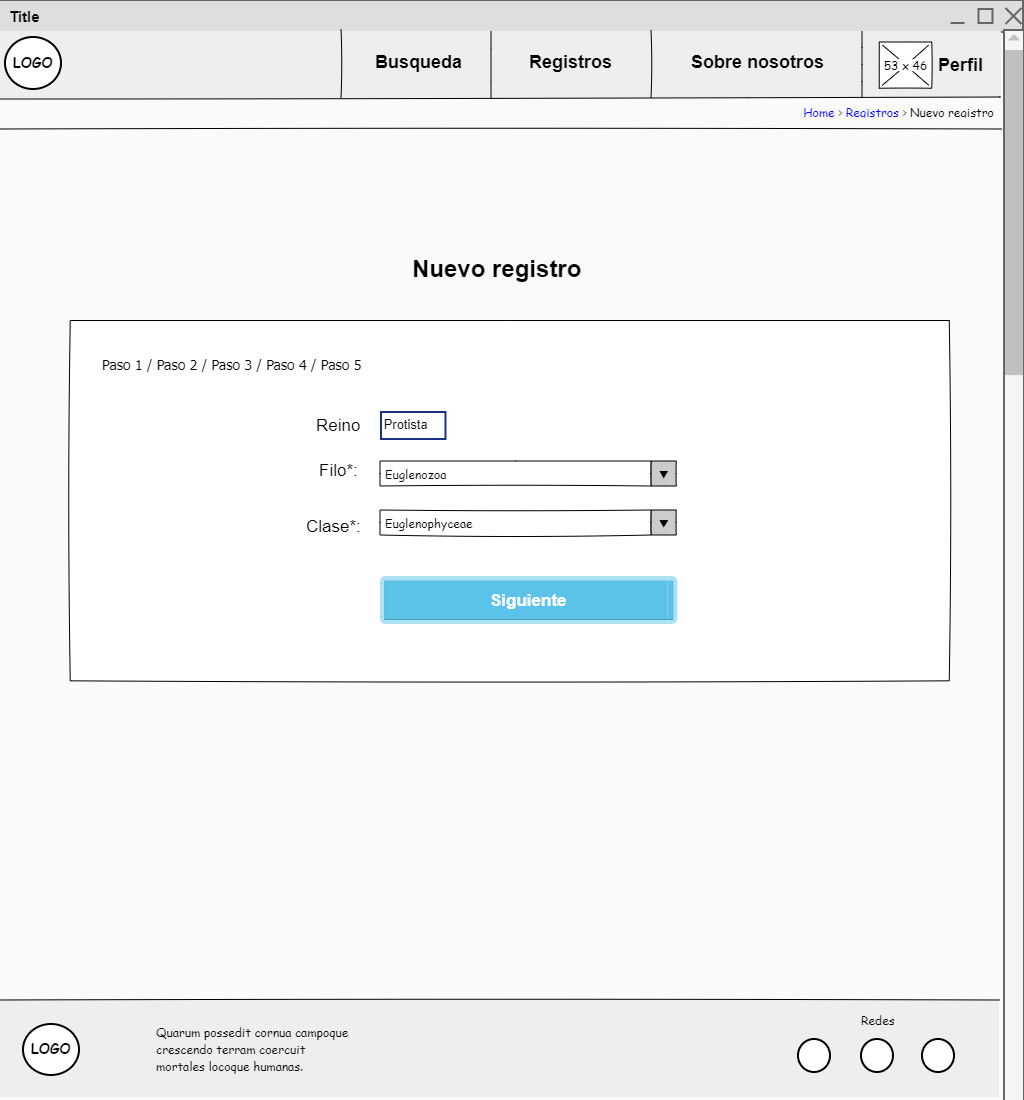 Title
LOGO
Busqueda
Registros
Sobre nosotros
53 x 46
Perfil
Home > Registros > Nuevo registro
Nuevo registro
Paso 1 / Paso 2 / Paso 3 / Paso 4 / Paso 5
Reino
Protista
Filo*:
Euglenozoa
Clase*:
Euglenophyceae
Siguiente
LOGO
Quarum possedit cornua campoque
crescendo terram coercuit
mortales locoque humanas.
Redes